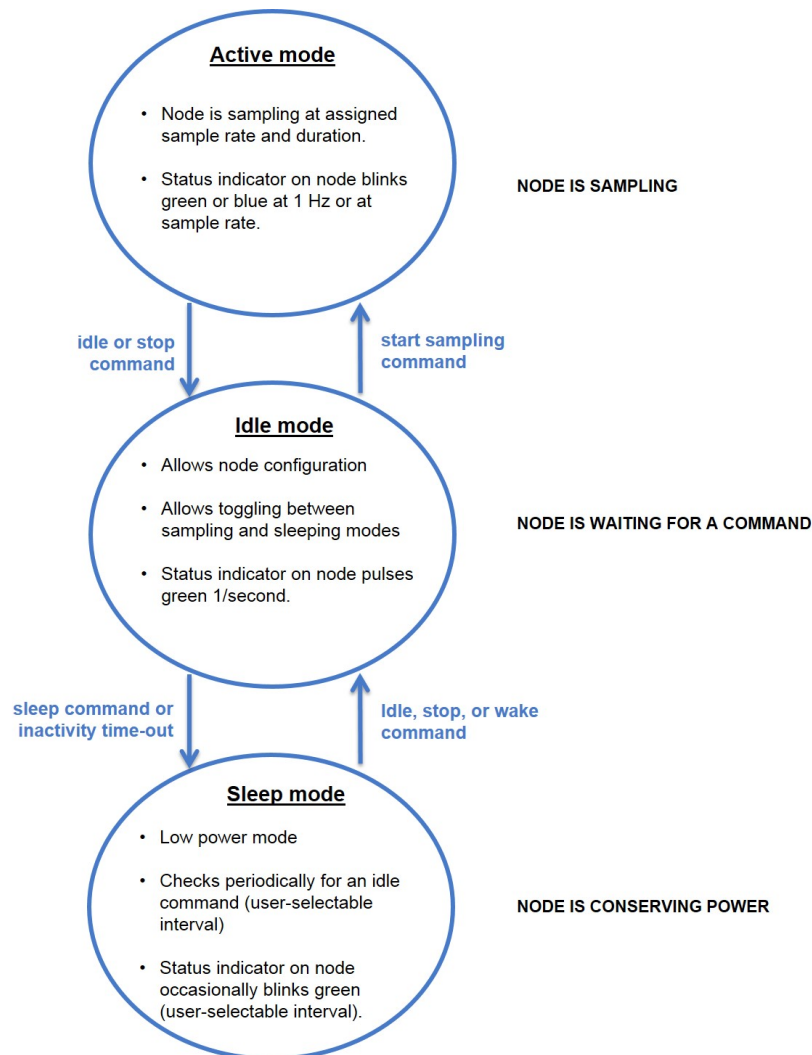 Active mode
• Node is sampling at assigned
sample rate and duration.
• Status indicator on node blinks
green or blue at 1 Hz or at
sample rate.
NODE IS SAMPLING
idle or stop
command
start sampling
command
Idle mode
• Allows node configuration
• Allows toggling between
sampling and sleeping modes
• Status indicator on node pulses
green 1/second.
NODE IS WAITING FOR A COMMAND
sleep command or
inactivity time-out
Idle, stop, or wake
command
Sleep mode
• Low power mode
• Checks periodically for an idle
command (user-selectable
interval)
• Status indicator on node
occasionally blinks green
(user-selectable interval).
NODE IS CONSERVING POWER